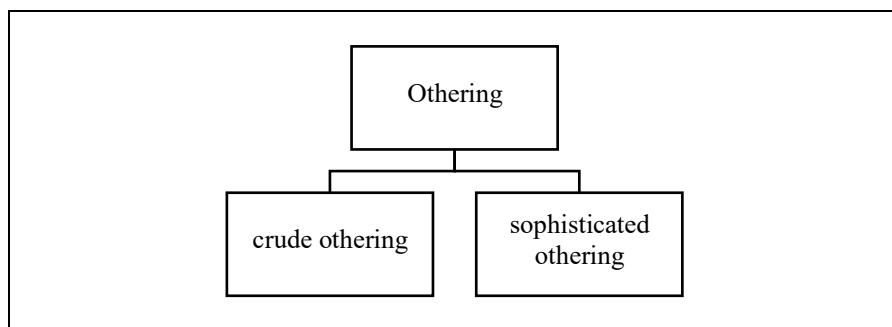 Othering
crude othering
sophisticated
othering